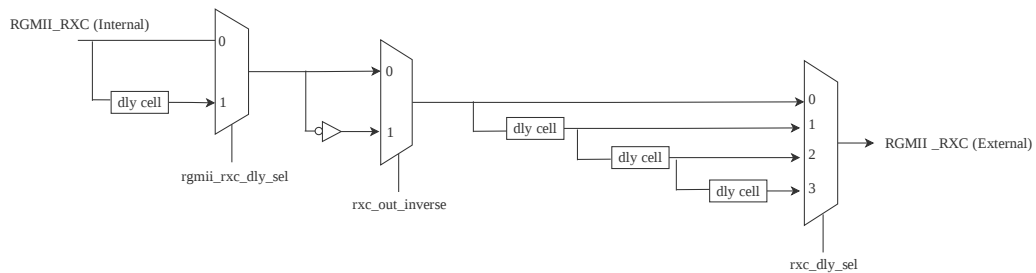 RGMII_RXC (Internal)
0
dly cell
1
rgmii_rxc_dly_sel
0
1
rxc_out_inverse
0
dly cell
1
dly cell
2
dly cell
3
RGMII _RXC (External)
rxc_dly_sel